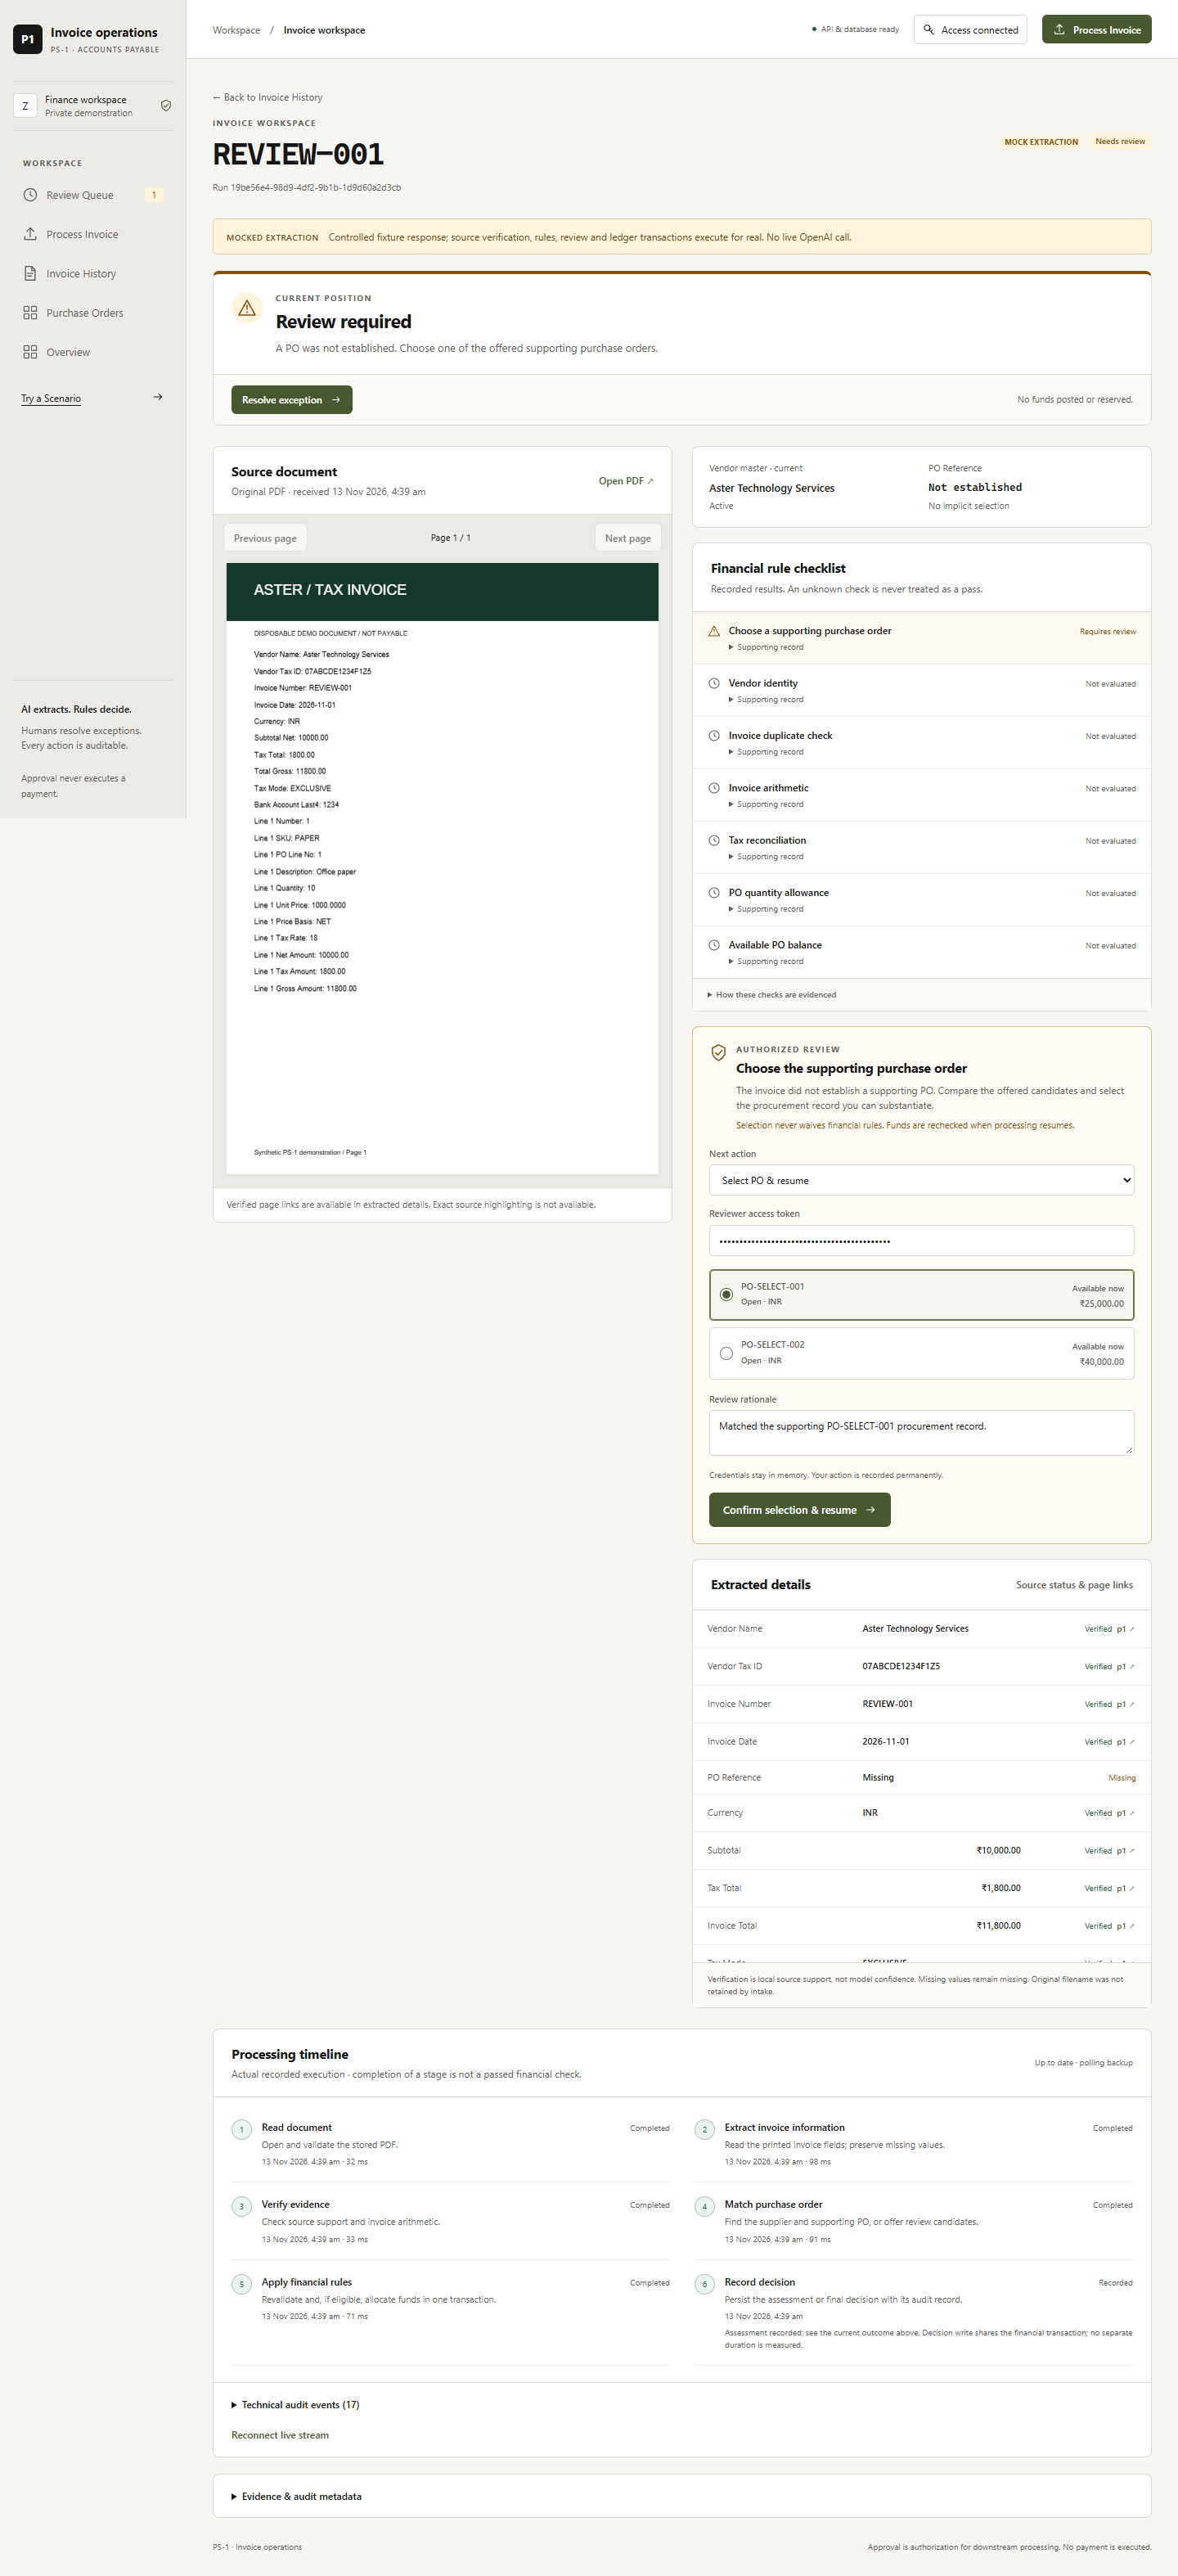 P1
Invoice operations
PS-1 · ACCOUNTS PAYABLE
Z
Finance workspace
Private demonstration
WORKSPACE
Review Queue
1
Process Invoice
Invoice History
Purchase Orders
Overview
Try a Scenario →
AI extracts. Rules decide.
Humans resolve exceptions.
Every action is auditable.
Approval never executes a
payment.
Workspace / Invoice workspace
API & database ready
Access connected
Process Invoice
← Back to Invoice History
INVOICE WORKSPACE
REVIEW-001
Run 19be56e4-98d9-4df2-9b1b-1d9d60a2d3cb
MOCK EXTRACTION
Needs review
MOCKED EXTRACTION Controlled fixture response; source verification, rules, review and ledger transactions execute for real. No live OpenAI call.
CURRENT POSITION
Review required
A PO was not established. Choose one of the offered supporting purchase orders.
Resolve exception →
No funds posted or reserved.
Source document
Original PDF · received 13 Nov 2026, 4:39 am
Open PDF ↗
Previous page
Page 1 / 1
Next page
ASTER / TAX INVOICE
DISPOSABLE DEMO DOCUMENT / NOT PAYABLE
Vendor Name: Aster Technology Services
Vendor Tax ID: 07ABCDE1234F1Z5
Invoice Number: REVIEW-001
Invoice Date: 2026-11-01
Currency: INR
Subtotal Net: 10000.00
Tax Total: 1800.00
Total Gross: 11800.00
Tax Mode: EXCLUSIVE
Bank Account Last4: 1234
Line 1 Number: 1
Line 1 SKU: PAPER
Line 1 PO Line No: 1
Line 1 Description: Office paper
Line 1 Quantity: 10
Line 1 Unit Price: 1000.0000
Line 1 Price Basis: NET
Line 1 Tax Rate: 18
Line 1 Net Amount: 10000.00
Line 1 Tax Amount: 1800.00
Line 1 Gross Amount: 11800.00
Synthetic PS-1 demonstration / Page 1
Verified page links are available in extracted details. Exact source highlighting is not available.
Vendor master · current
Aster Technology Services
Active
PO Reference
Not established
No implicit selection
Financial rule checklist
Recorded results. An unknown check is never treated as a pass.
Choose a supporting purchase order
Requires review
▶ Supporting record
Vendor identity
Not evaluated
▶ Supporting record
Invoice duplicate check
Not evaluated
▶ Supporting record
Invoice arithmetic
Not evaluated
▶ Supporting record
Tax reconciliation
Not evaluated
▶ Supporting record
PO quantity allowance
Not evaluated
▶ Supporting record
Available PO balance
Not evaluated
▶ Supporting record
▶ How these checks are evidenced
AUTHORIZED REVIEW
Choose the supporting purchase order
The invoice did not establish a supporting PO. Compare the offered candidates and select
the procurement record you can substantiate.
Selection never waives financial rules. Funds are rechecked when processing resumes.
Next action
Select PO & resume
Reviewer access token
PO-SELECT-001
Open · INR
Available now
₹25,000.00
PO-SELECT-002
Open · INR
Available now
₹40,000.00
Review rationale
Matched the supporting PO-SELECT-001 procurement record.
Credentials stay in memory. Your action is recorded permanently.
Confirm selection & resume →
Extracted details
Source status & page links
Vendor Name Aster Technology Services Verified p1 ↗
Vendor Tax ID 07ABCDE1234F1Z5 Verified p1 ↗
Invoice Number REVIEW-001 Verified p1 ↗
Invoice Date 2026-11-01 Verified p1 ↗
PO Reference Missing Missing
Currency INR Verified p1 ↗
Subtotal ₹10,000.00 Verified p1 ↗
Tax Total ₹1,800.00 Verified p1 ↗
Invoice Total ₹11,800.00 Verified p1 ↗
Verification is local source support, not model confidence. Missing values remain missing. Original filename was not
retained by intake.
Processing timeline
Actual recorded execution · completion of a stage is not a passed financial check.
Up to date · polling backup
1 Read document Completed
Open and validate the stored PDF.
13 Nov 2026, 4:39 am · 32 ms
2 Extract invoice information Completed
Read the printed invoice fields; preserve missing values.
13 Nov 2026, 4:39 am · 98 ms
3 Verify evidence Completed
Check source support and invoice arithmetic.
13 Nov 2026, 4:39 am · 33 ms
4 Match purchase order Completed
Find the supplier and supporting PO, or offer review candidates.
13 Nov 2026, 4:39 am · 91 ms
5 Apply financial rules Completed
Revalidate and, if eligible, allocate funds in one transaction.
13 Nov 2026, 4:39 am · 71 ms
6 Record decision Recorded
Persist the assessment or final decision with its audit record.
13 Nov 2026, 4:39 am
Assessment recorded; see the current outcome above. Decision write shares the financial transaction; no separate
duration is measured.
▶ Technical audit events (17)
Reconnect live stream
▶ Evidence & audit metadata
PS-1 · Invoice operations
Approval is authorization for downstream processing. No payment is executed.